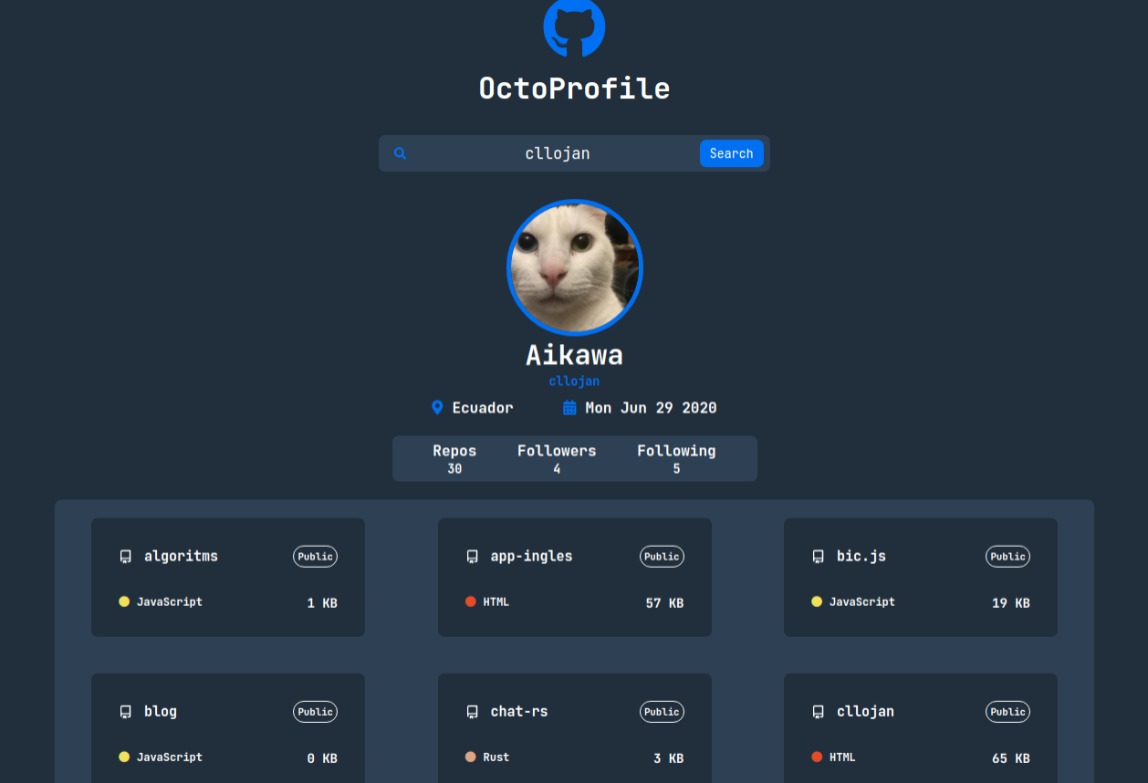 OctoProfile
cllojan Search
Aikawa
cllojan
Ecuador Mon Jun 29 2020
Repos Followers Following
30 4 5
algoritms Public app-ingles Public bic.js Public
JavaScript 1 KB HTML 57 KB JavaScript 19 KB
blog Public chat-rs Public cllojan Public
JavaScript 0 KB Rust 3 KB HTML 65 KB